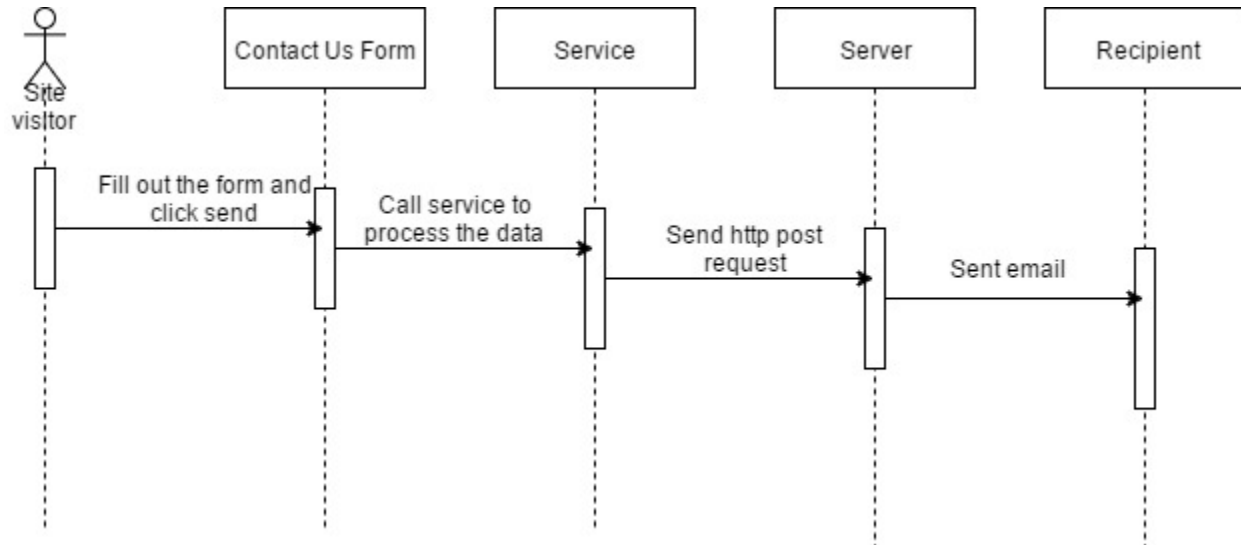 Site
visitor
Contact Us Form
Service
Server
Recipient
Fill out the form and
click send
Call service to
process the data
Send http post
request
Sent email